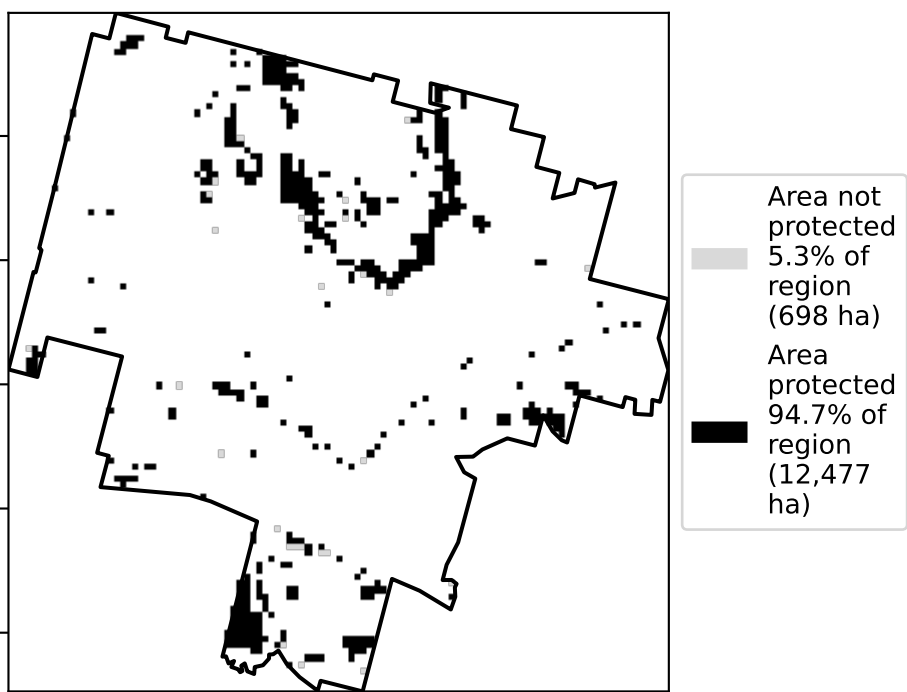 Area not
protected
5.3% of
region
(698 ha)
Area
protected
94.7% of
region
(12,477
ha)